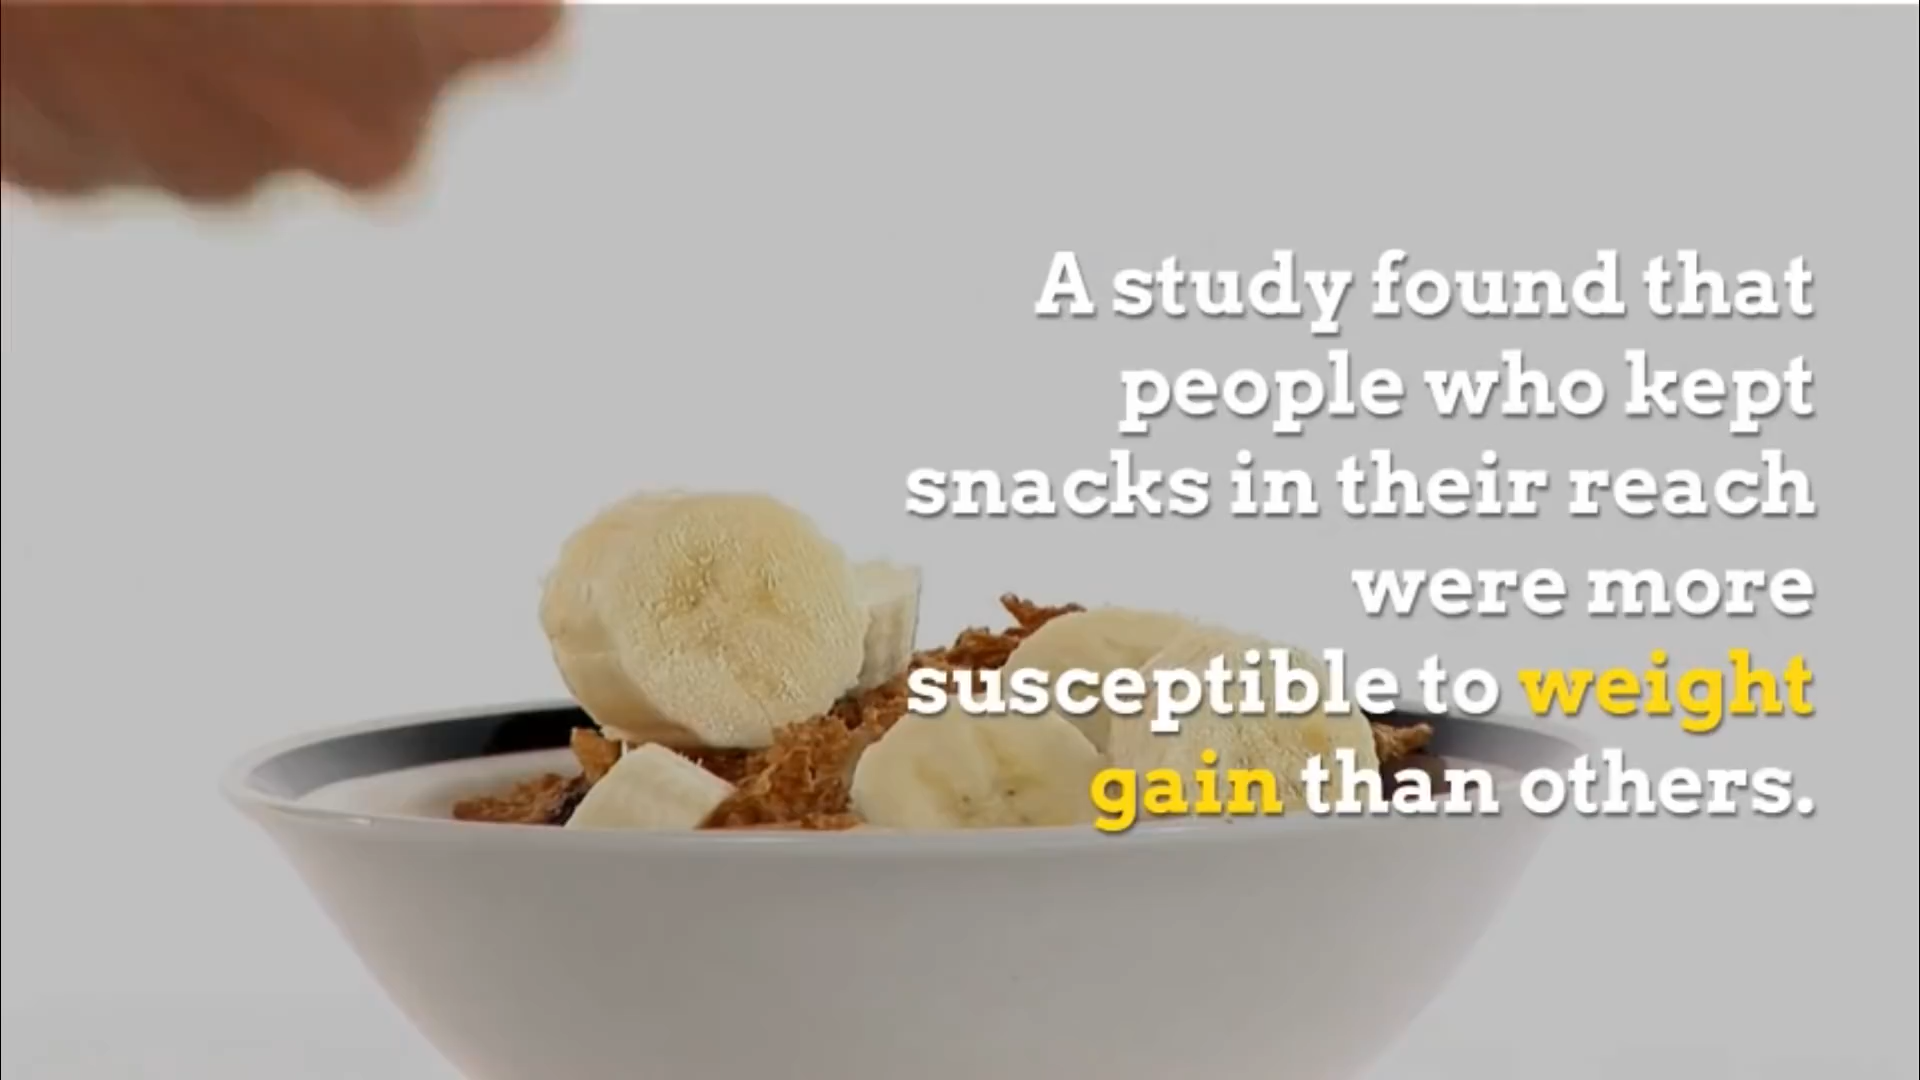 A study found that
people who kept
snacks in their reach
were more
susceptible to weight
gain than others.